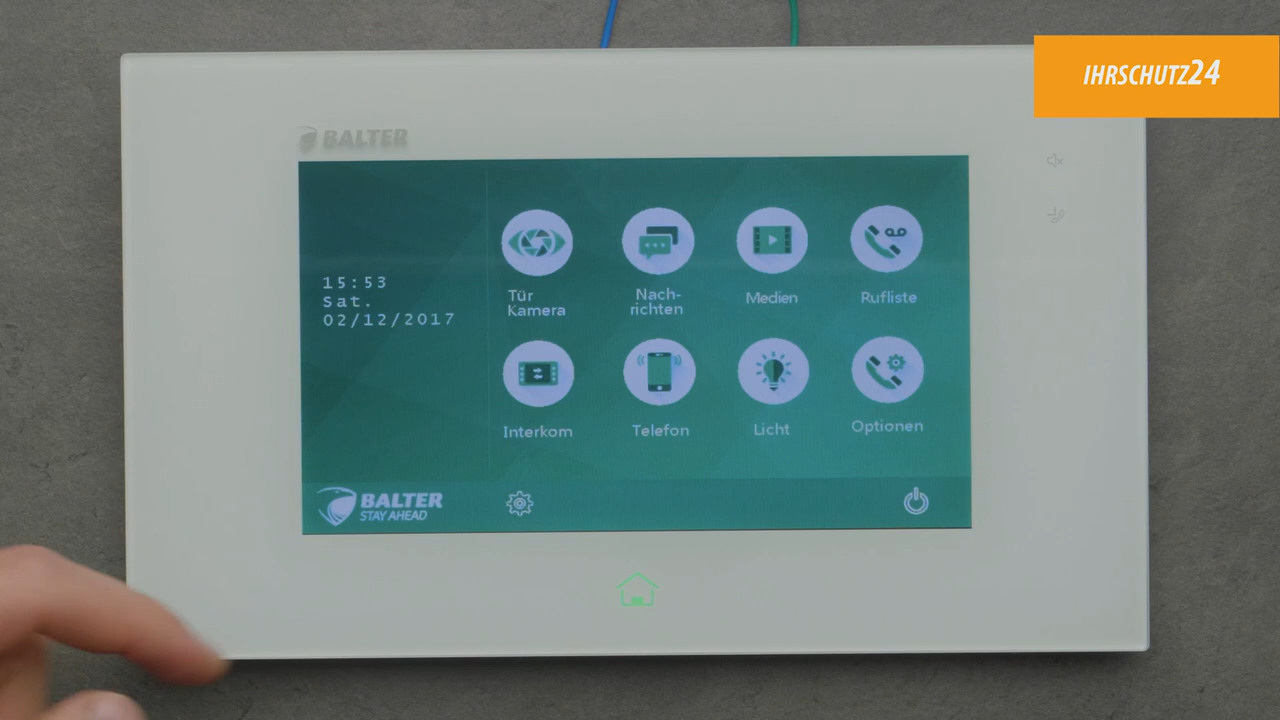 IHRSCHUTZ24
BALTER
15:53
Sat.
02/12/2017
Tür
Kamera
Nach-
richten
Medien
Rufliste
Interkom
Telefon
Licht
Optionen
BALTER
STAY AHEAD